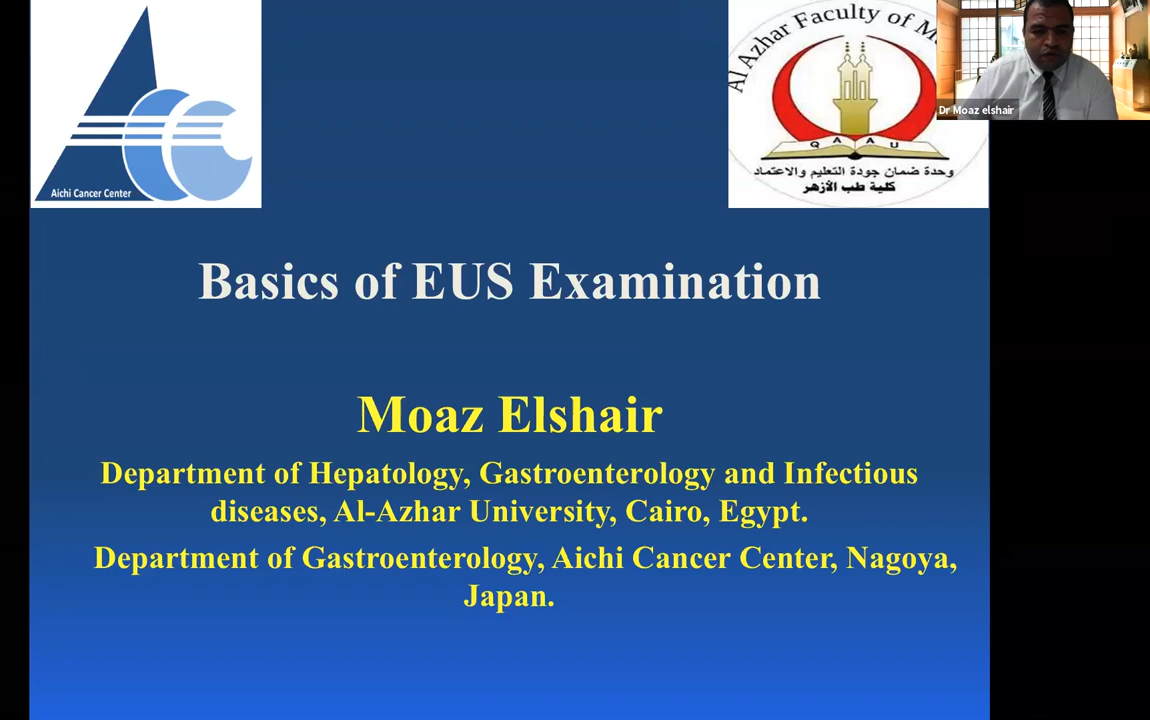 Al Azhar Faculty of M
Dr Moaz elshair
Aichi Cancer Center
Q A A U
وحدة ضمان جودة التعليم والاعتماد
كلية طب الأزهر
Basics of EUS Examination
Moaz Elshair
Department of Hepatology, Gastroenterology and Infectious
diseases, Al-Azhar University, Cairo, Egypt.
Department of Gastroenterology, Aichi Cancer Center, Nagoya,
Japan.